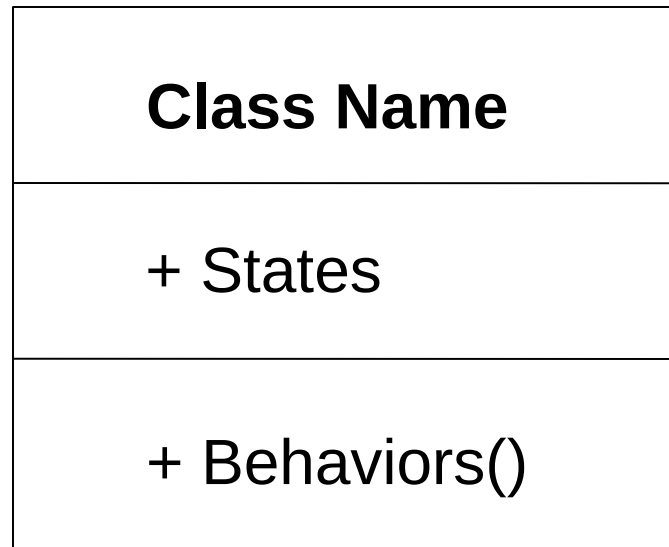 Class Name
+ States
+ Behaviors()